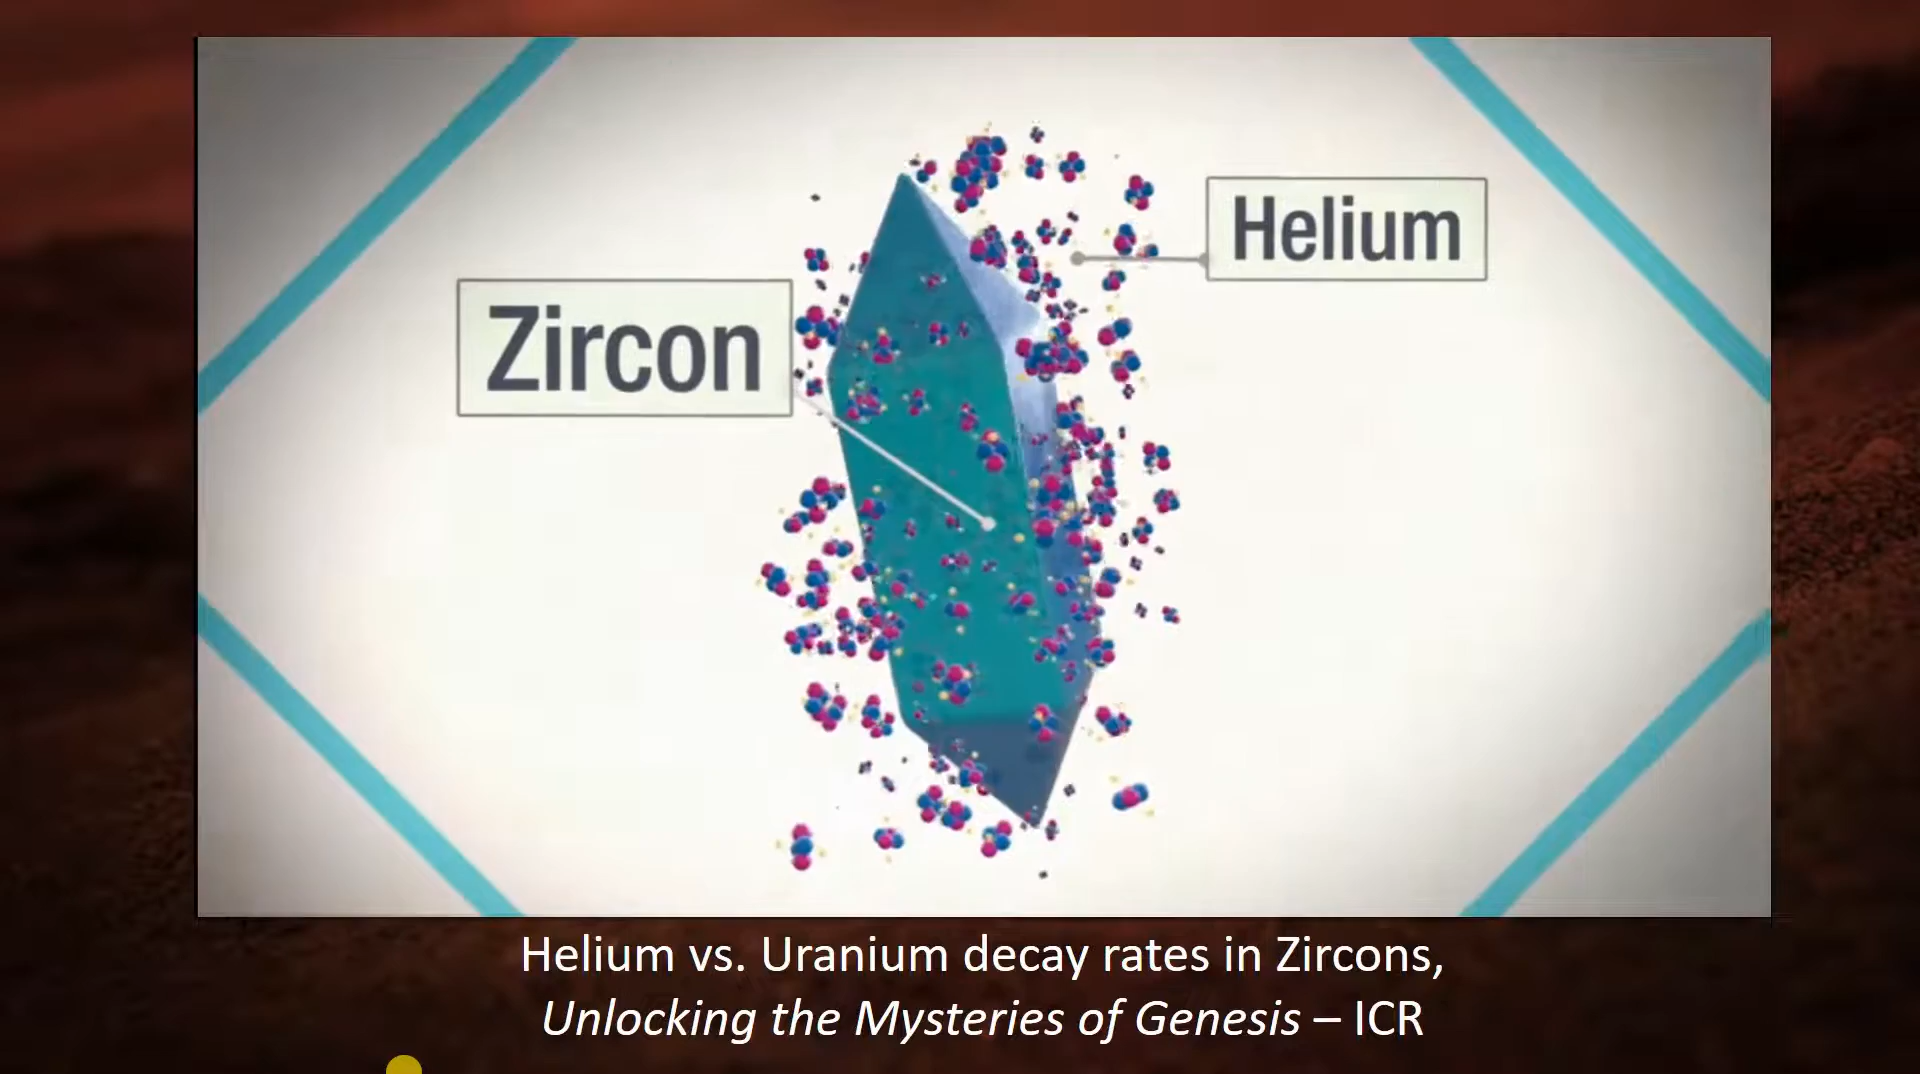 Helium
Zircon
Helium vs. Uranium decay rates in Zircons,
Unlocking the Mysteries of Genesis – ICR